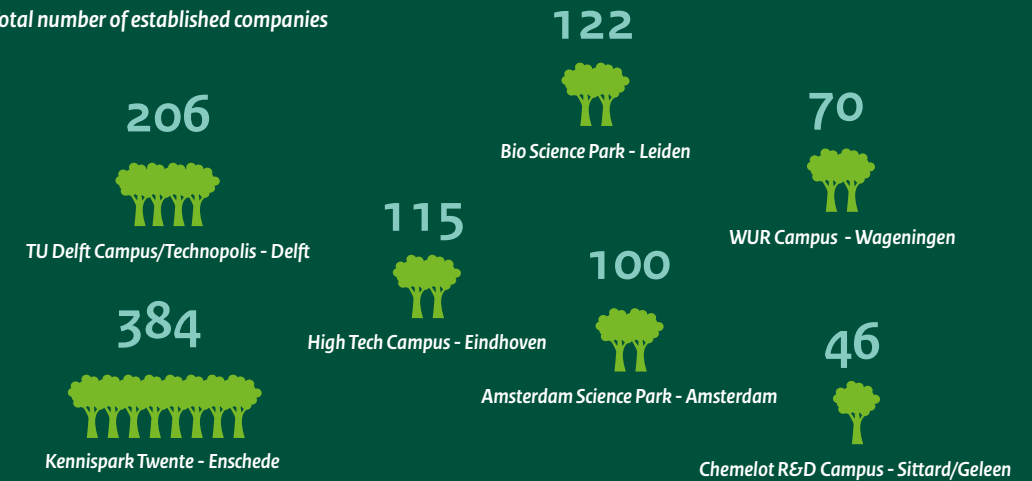 otal number of established companies
122
Bio Science Park - Leiden
206
TU Delft Campus/Technopolis - Delft
70
WUR Campus - Wageningen
115
High Tech Campus - Eindhoven
100
Amsterdam Science Park - Amsterdam
384
Kennispark Twente - Enschede
46
Chemelot R&D Campus - Sittard/Geleen